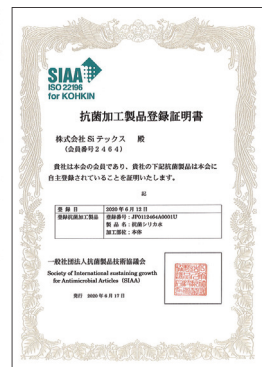 SIAA
ISO 22196
for KOHKIN
抗菌加工製品登録証明書
株式会社 Siテックス 殿
(会員番号2464)
貴社は本会の会員であり、貴社の下記抗菌製品は本会に
自主登録されていることを証明いたします。
記
登 録 日 2020年6月12日
登録抗菌加工製品 登録番号:JP0112464A0001U
製 品 名:抗菌シリカ水
加工部位:本体
一般社団法人抗菌製品技術協議会
Society of International sustaining growth
for Antimicrobial Articles (SIAA)
発行 2020年6月17日